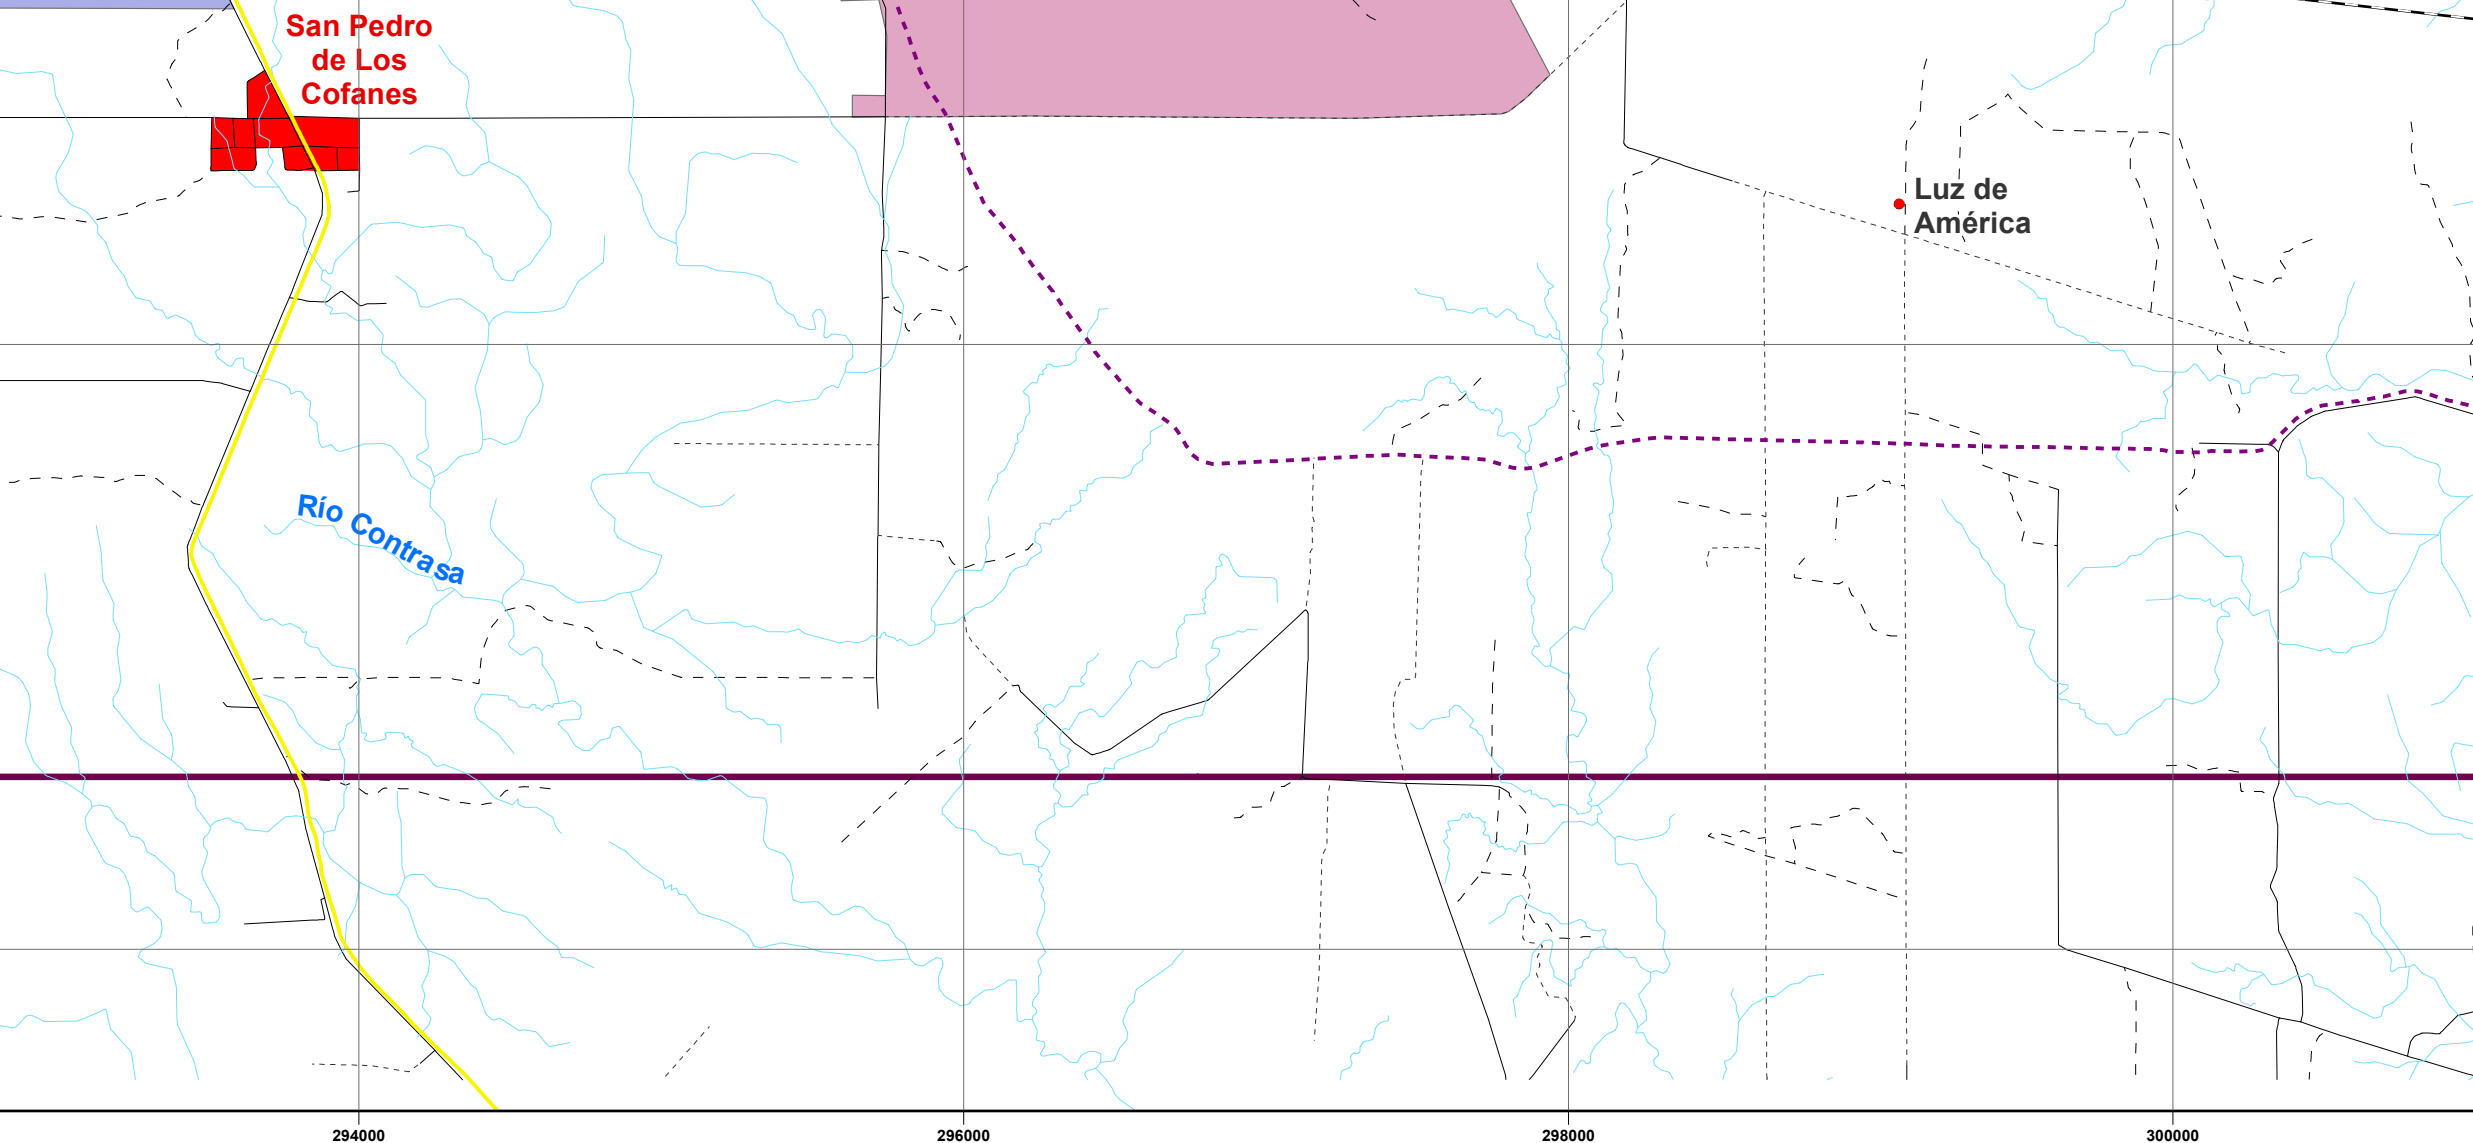 San Pedro
de Los
Cofanes
Luz de
América
Río Contrasa
294000
296000
298000
300000